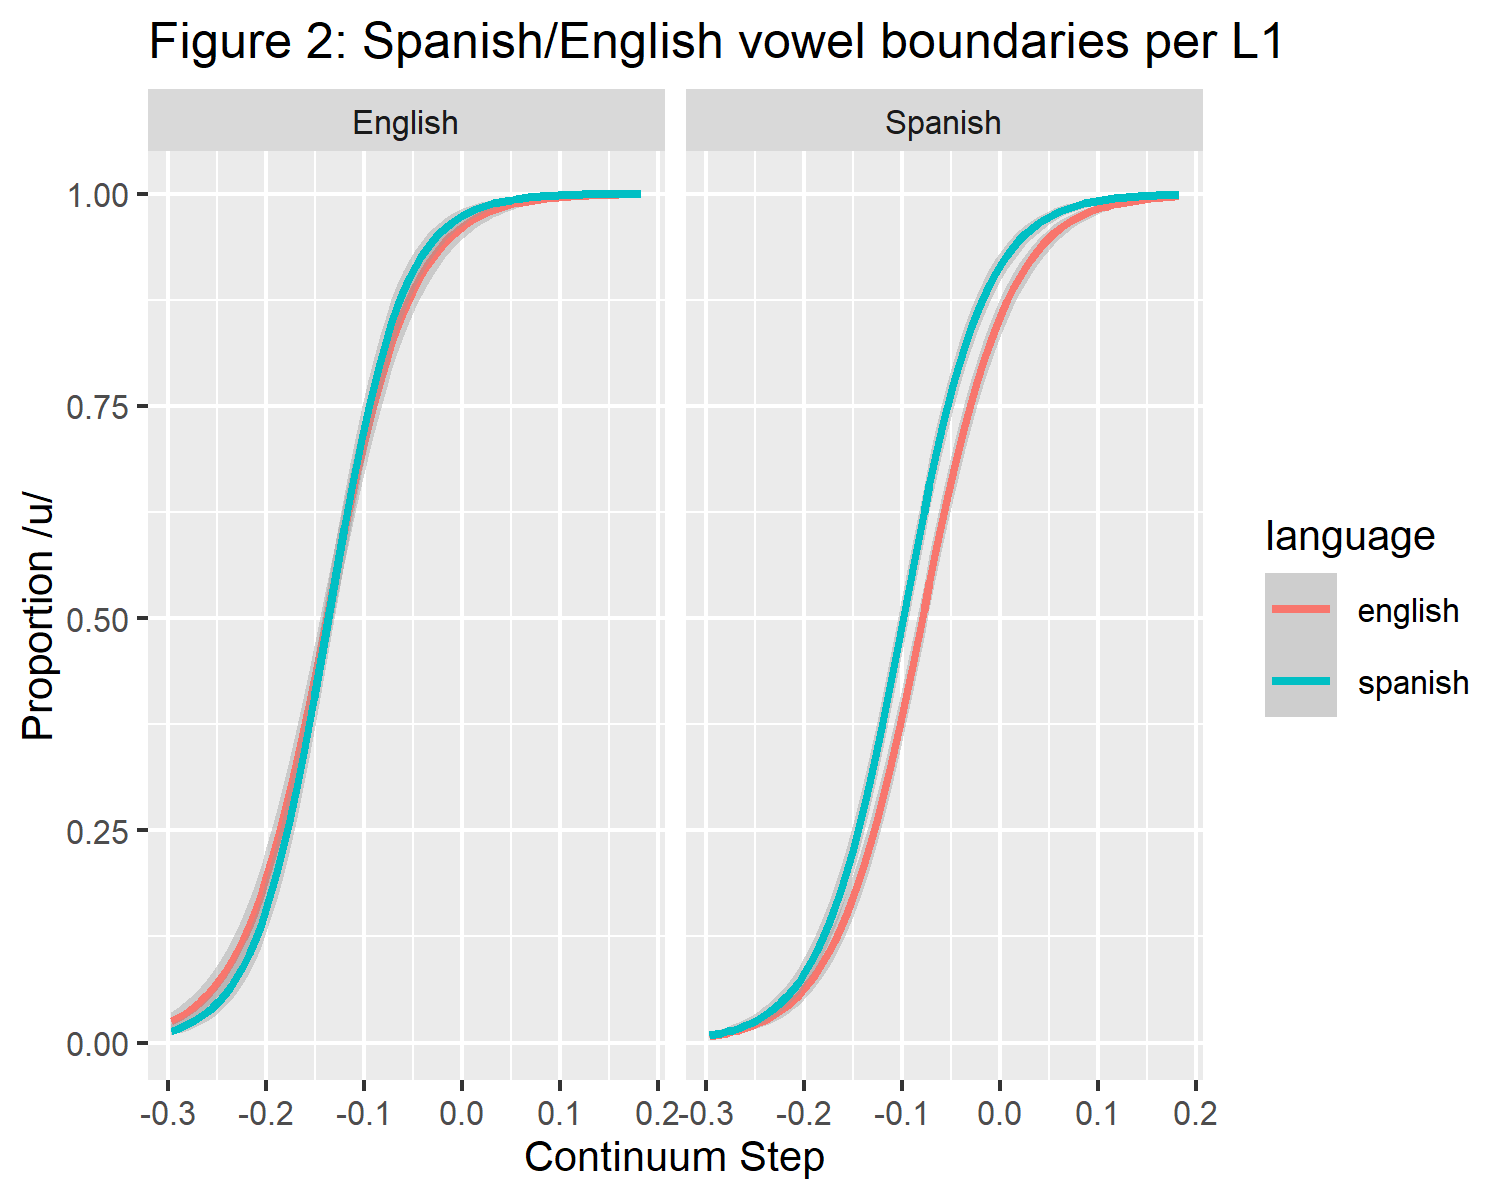 Figure 2: Spanish/English vowel boundaries per L1
English
Spanish
1.00
0.75
0.50
0.25
0.00
Proportion /u/
-0.3 -0.2 -0.1 0.0 0.1 0.2
-0.3 -0.2 -0.1 0.0 0.1 0.2
Continuum Step
language
english
spanish